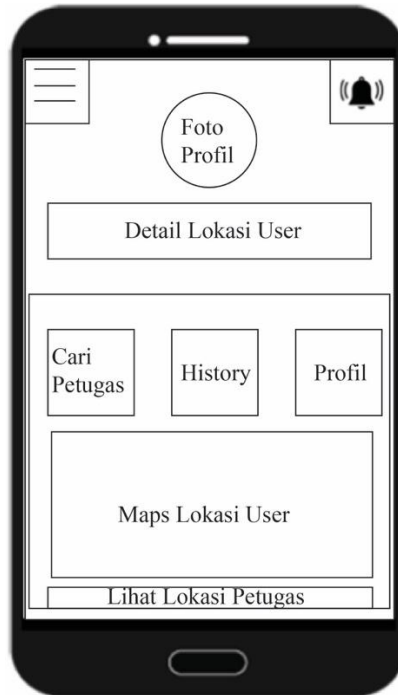 Foto
Profil
Detail Lokasi User
Cari
Petugas
History
Profil
Maps Lokasi User
Lihat Lokasi Petugas